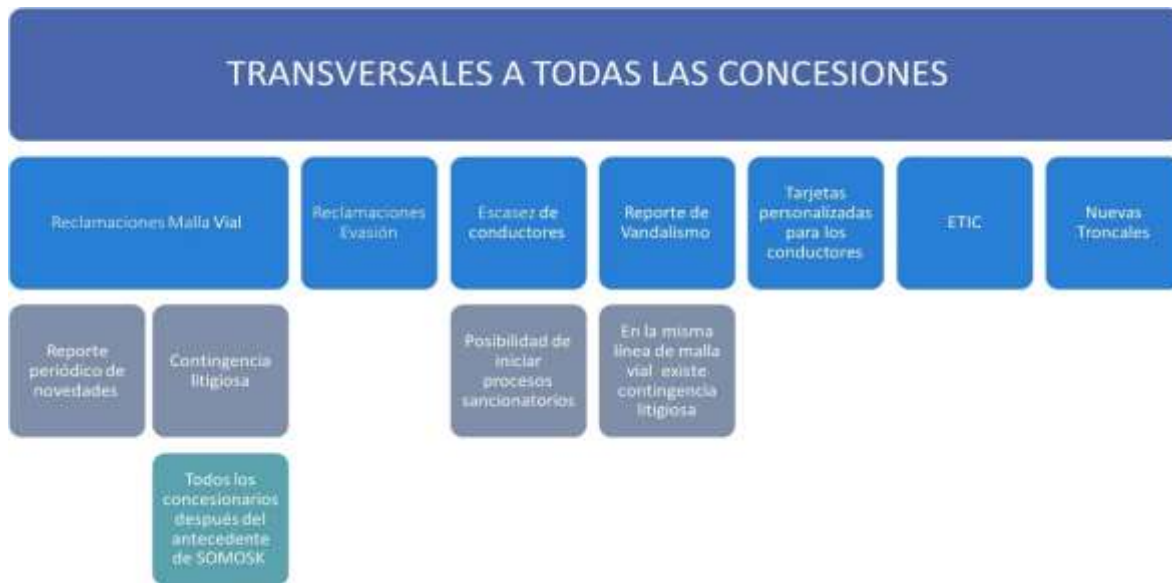 TRANSVERSALES A TODAS LAS CONCESIONES
Reclamaciones Malla Vial
Reclamaciones
Evasión
Escasez de
conductores
Reporte de
Vandalismo
Tarjetas
personalizadas
para los
conductores
ETIC
Nuevas
Troncales
Reporte
periódico de
novedades
Contingencia
litigiosa
Posibilidad de
iniciar
procesos
sancionatorios
En la misma
línea de malla
vial existe
contingencia
litigiosa
Todos los
concesionarios
después del
antecedente
de SOMOSK